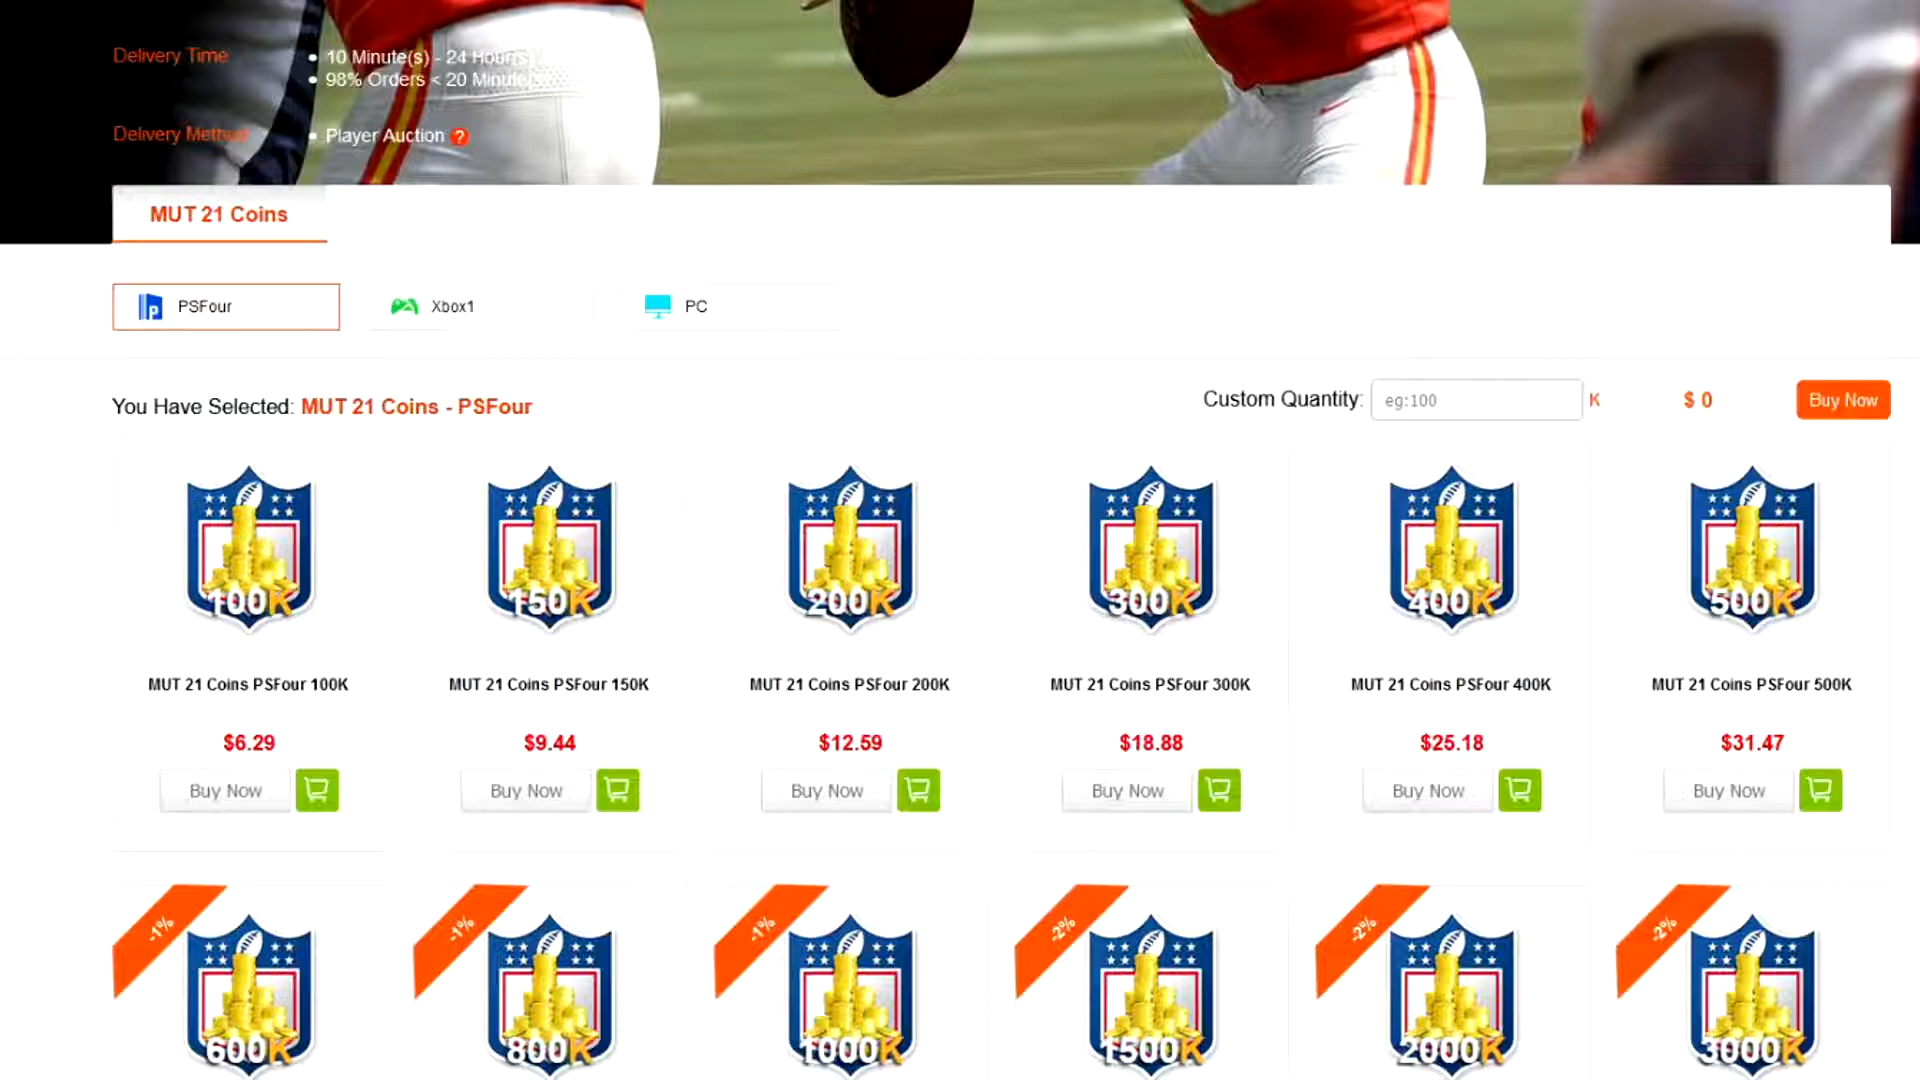 Delivery Time
• 10 Minute(s) - 24 Hour(s)
• 98% Orders < 20 Minute(s)
Delivery Method
• Player Auction ?
MUT 21 Coins
PSFour
Xbox1
PC
You Have Selected: MUT 21 Coins - PSFour
Custom Quantity: eg:100 K $ 0 Buy Now
100K 150K 200K 300K 400K 500K
MUT 21 Coins PSFour 100K
MUT 21 Coins PSFour 150K
MUT 21 Coins PSFour 200K
MUT 21 Coins PSFour 300K
MUT 21 Coins PSFour 400K
MUT 21 Coins PSFour 500K
$6.29 $9.44 $12.59 $18.88 $25.18 $31.47
Buy Now Buy Now Buy Now Buy Now Buy Now Buy Now
-1% -1% -1% -2% -2% -2%
600K 800K 1000K 1500K 2000K 3000K